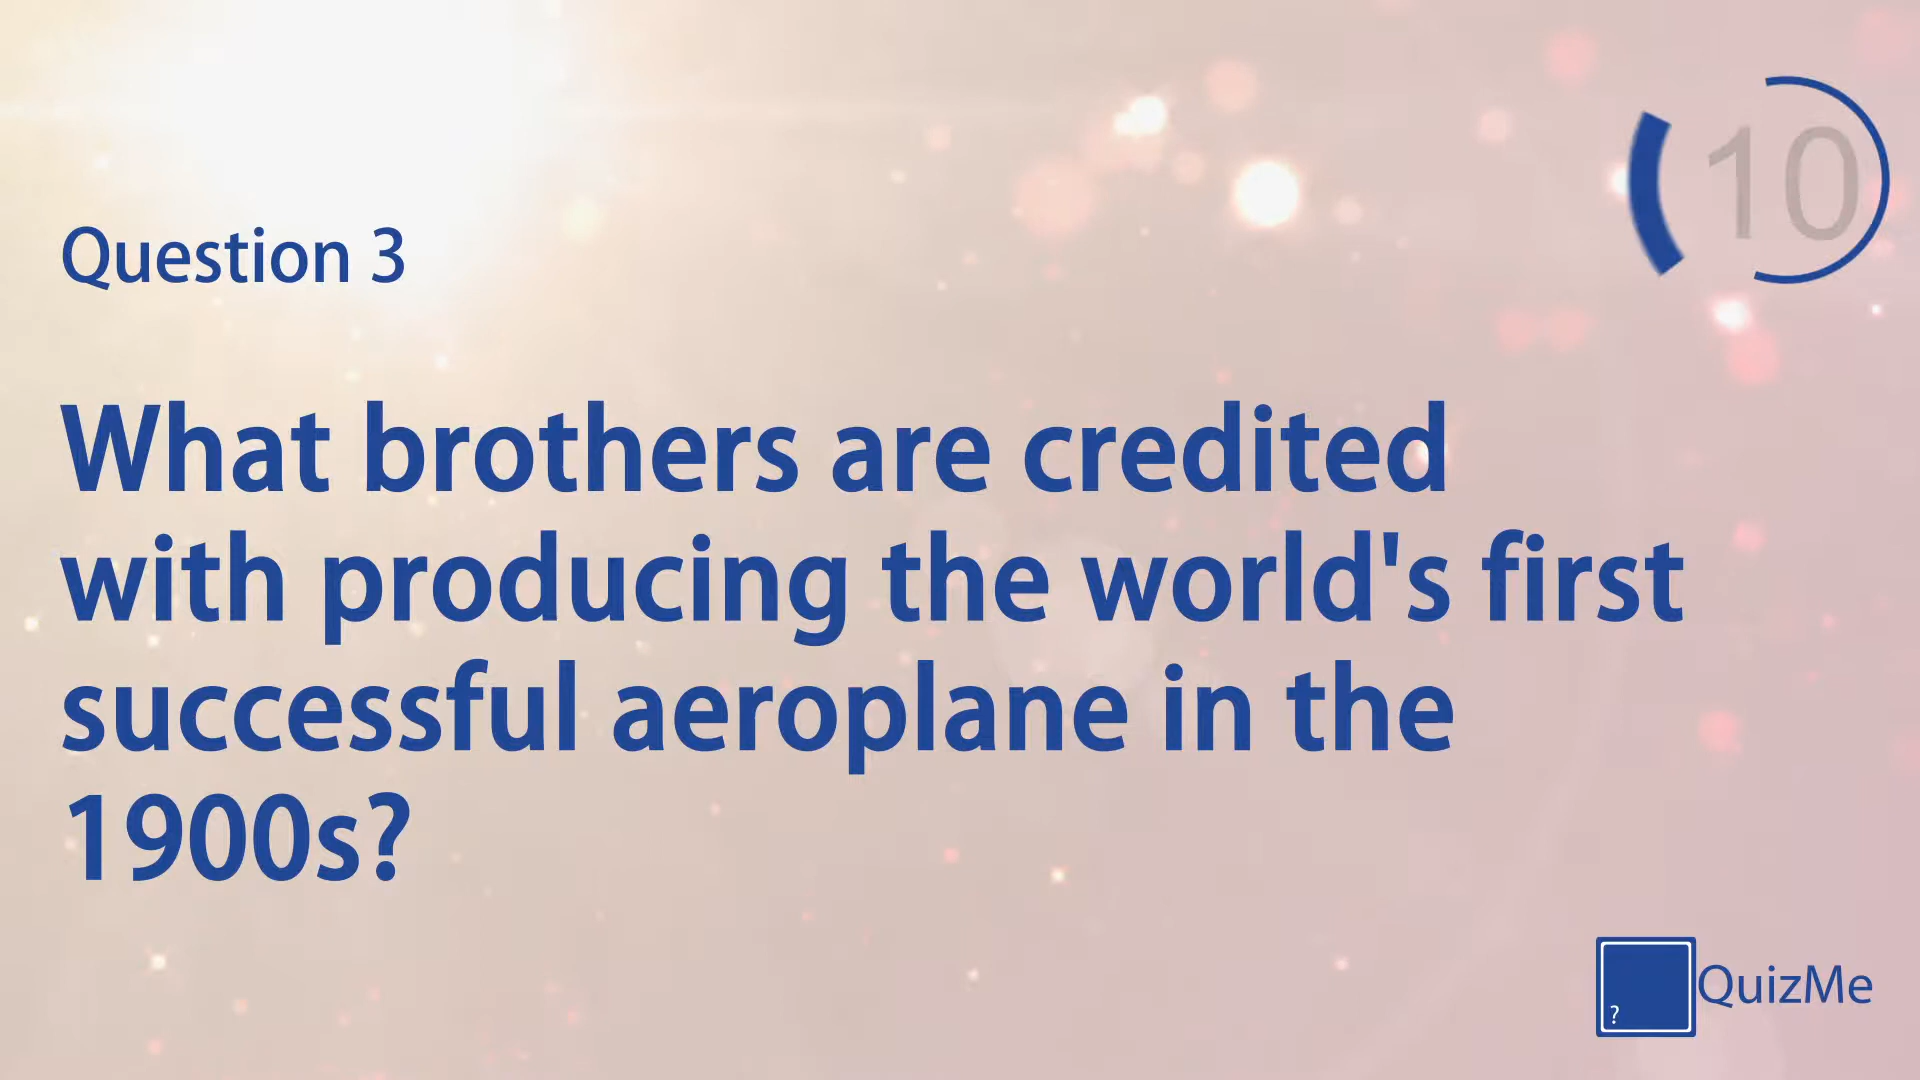 10
Question 3
What brothers are credited
with producing the world's first
successful aeroplane in the
1900s?
?
QuizMe